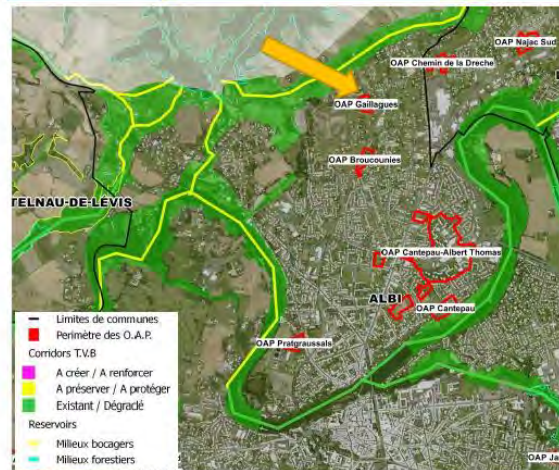 OAP Najac Sud
OAP Chemin de la Dreche
OAP Gaillagues
OAP Broucounies
TELNAU-DE-LÉVIS
OAP Cantepau-Albert Thomas
ALBI
OAP Cantepau
OAP Pratgraussals
Limites de communes
Perimètre des O.A.P.
Corridors T.V.B
A créer / A renforcer
A préserver / A protéger
Existant / Dégradé
Reservoirs
Milieux bocagers
Milieux forestiers
OAP Ja